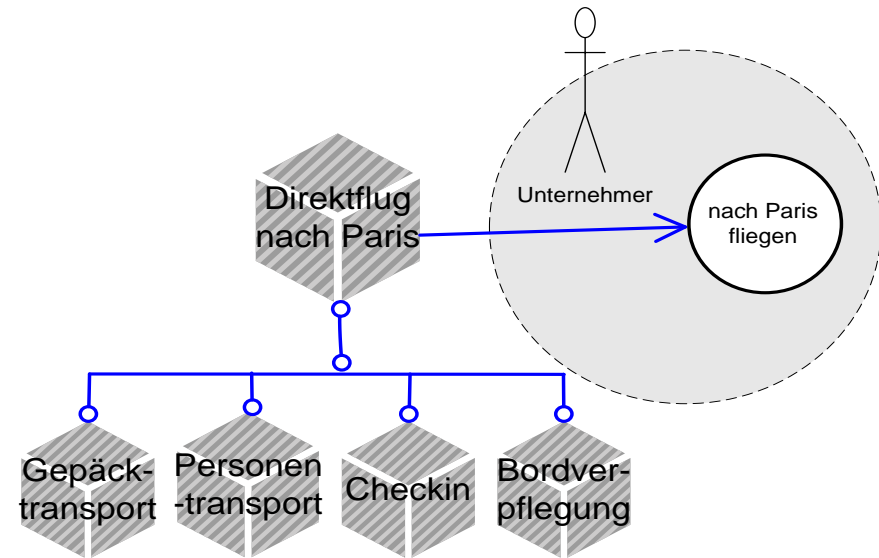 Unternehmer
Direktflug
nach Paris
nach Paris
fliegen
Gepäck-
transport
Personen
-transport
Checkin
Bordver-
pflegung